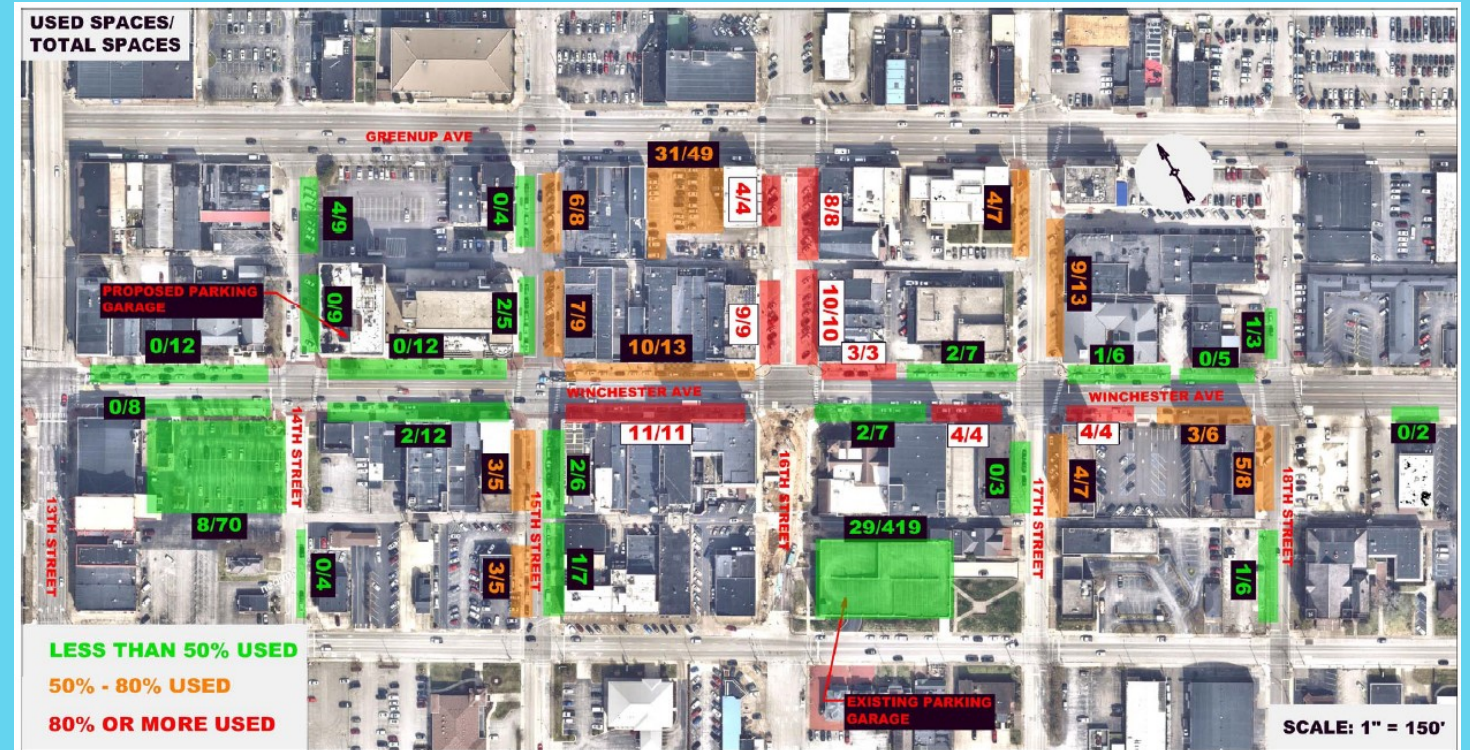 USED SPACES/
TOTAL SPACES
GREENUP AVE
31/49
4/9
0/4
6/8
4/4
8/8
4/7
PROPOSED PARKING
GARAGE
0/9
2/5
7/9
9/9
10/10
9/13
1/3
0/12
0/12
10/13
3/3
2/7
1/6
0/5
WINCHESTER AVE
WINCHESTER AVE
0/8
2/12
11/11
2/7
4/4
4/4
3/6
0/2
13TH STREET
14TH STREET
15TH STREET
16TH STREET
17TH STREET
18TH STREET
3/5
2/6
0/3
4/7
5/8
8/70
29/419
0/4
3/5
1/7
1/6
LESS THAN 50% USED
50% - 80% USED
80% OR MORE USED
EXISTING PARKING
GARAGE
SCALE: 1" = 150'